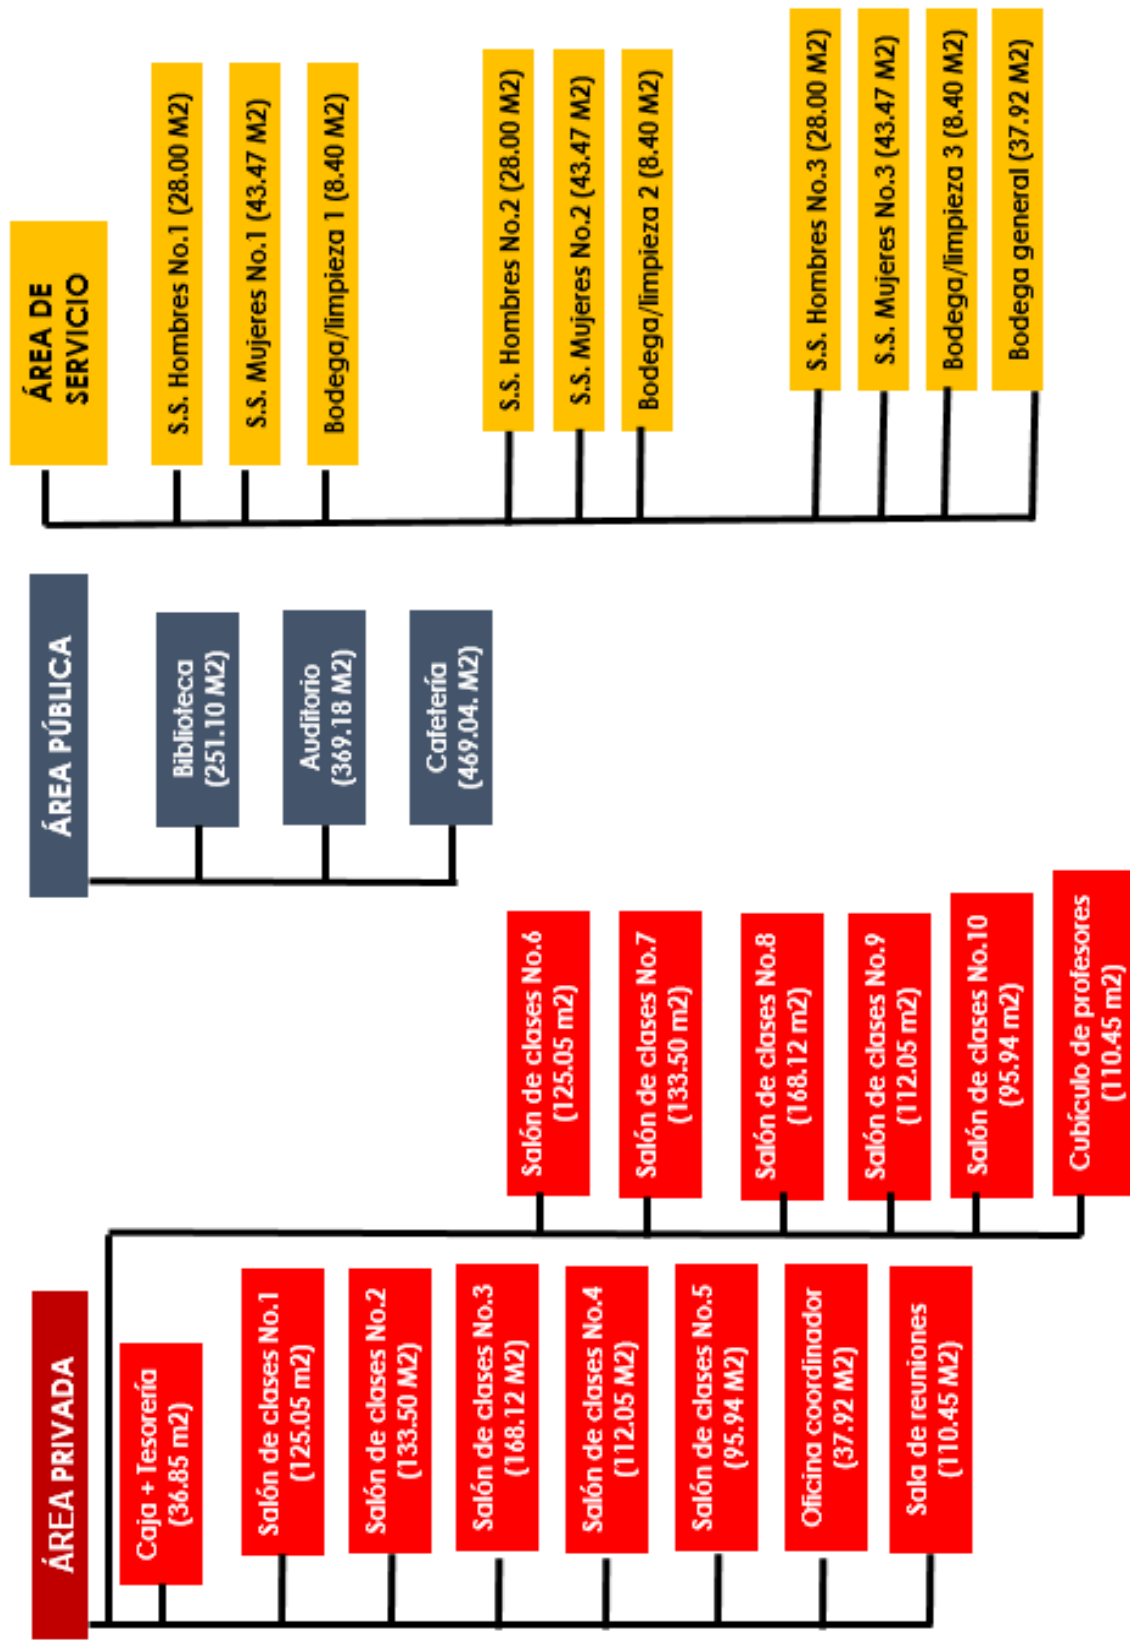 ÁREA PRIVADA
Caja + Tesorería
(36.85 m2)
Salón de clases No.1
(125.05 m2)
Salón de clases No.2
(133.50 M2)
Salón de clases No.3
(168.12 M2)
Salón de clases No.4
(112.05 M2)
Salón de clases No.5
(95.94 M2)
Oficina coordinador
(37.92 M2)
Sala de reuniones
(110.45 M2)
Salón de clases No.6
(125.05 m2)
Salón de clases No.7
(133.50 m2)
Salón de clases No.8
(168.12 m2)
Salón de clases No.9
(112.05 m2)
Salón de clases No.10
(95.94 m2)
Cubículo de profesores
(110.45 m2)
ÁREA PÚBLICA
Biblioteca
(251.10 M2)
Auditorio
(369.18 M2)
Cafetería
(469.04. M2)
ÁREA DE
SERVICIO
S.S. Hombres No.1 (28.00 M2)
S.S. Mujeres No.1 (43.47 M2)
Bodega/limpieza 1 (8.40 M2)
S.S. Hombres No.2 (28.00 M2)
S.S. Mujeres No.2 (43.47 M2)
Bodega/limpieza 2 (8.40 M2)
S.S. Hombres No.3 (28.00 M2)
S.S. Mujeres No.3 (43.47 M2)
Bodega/limpieza 3 (8.40 M2)
Bodega general (37.92 M2)